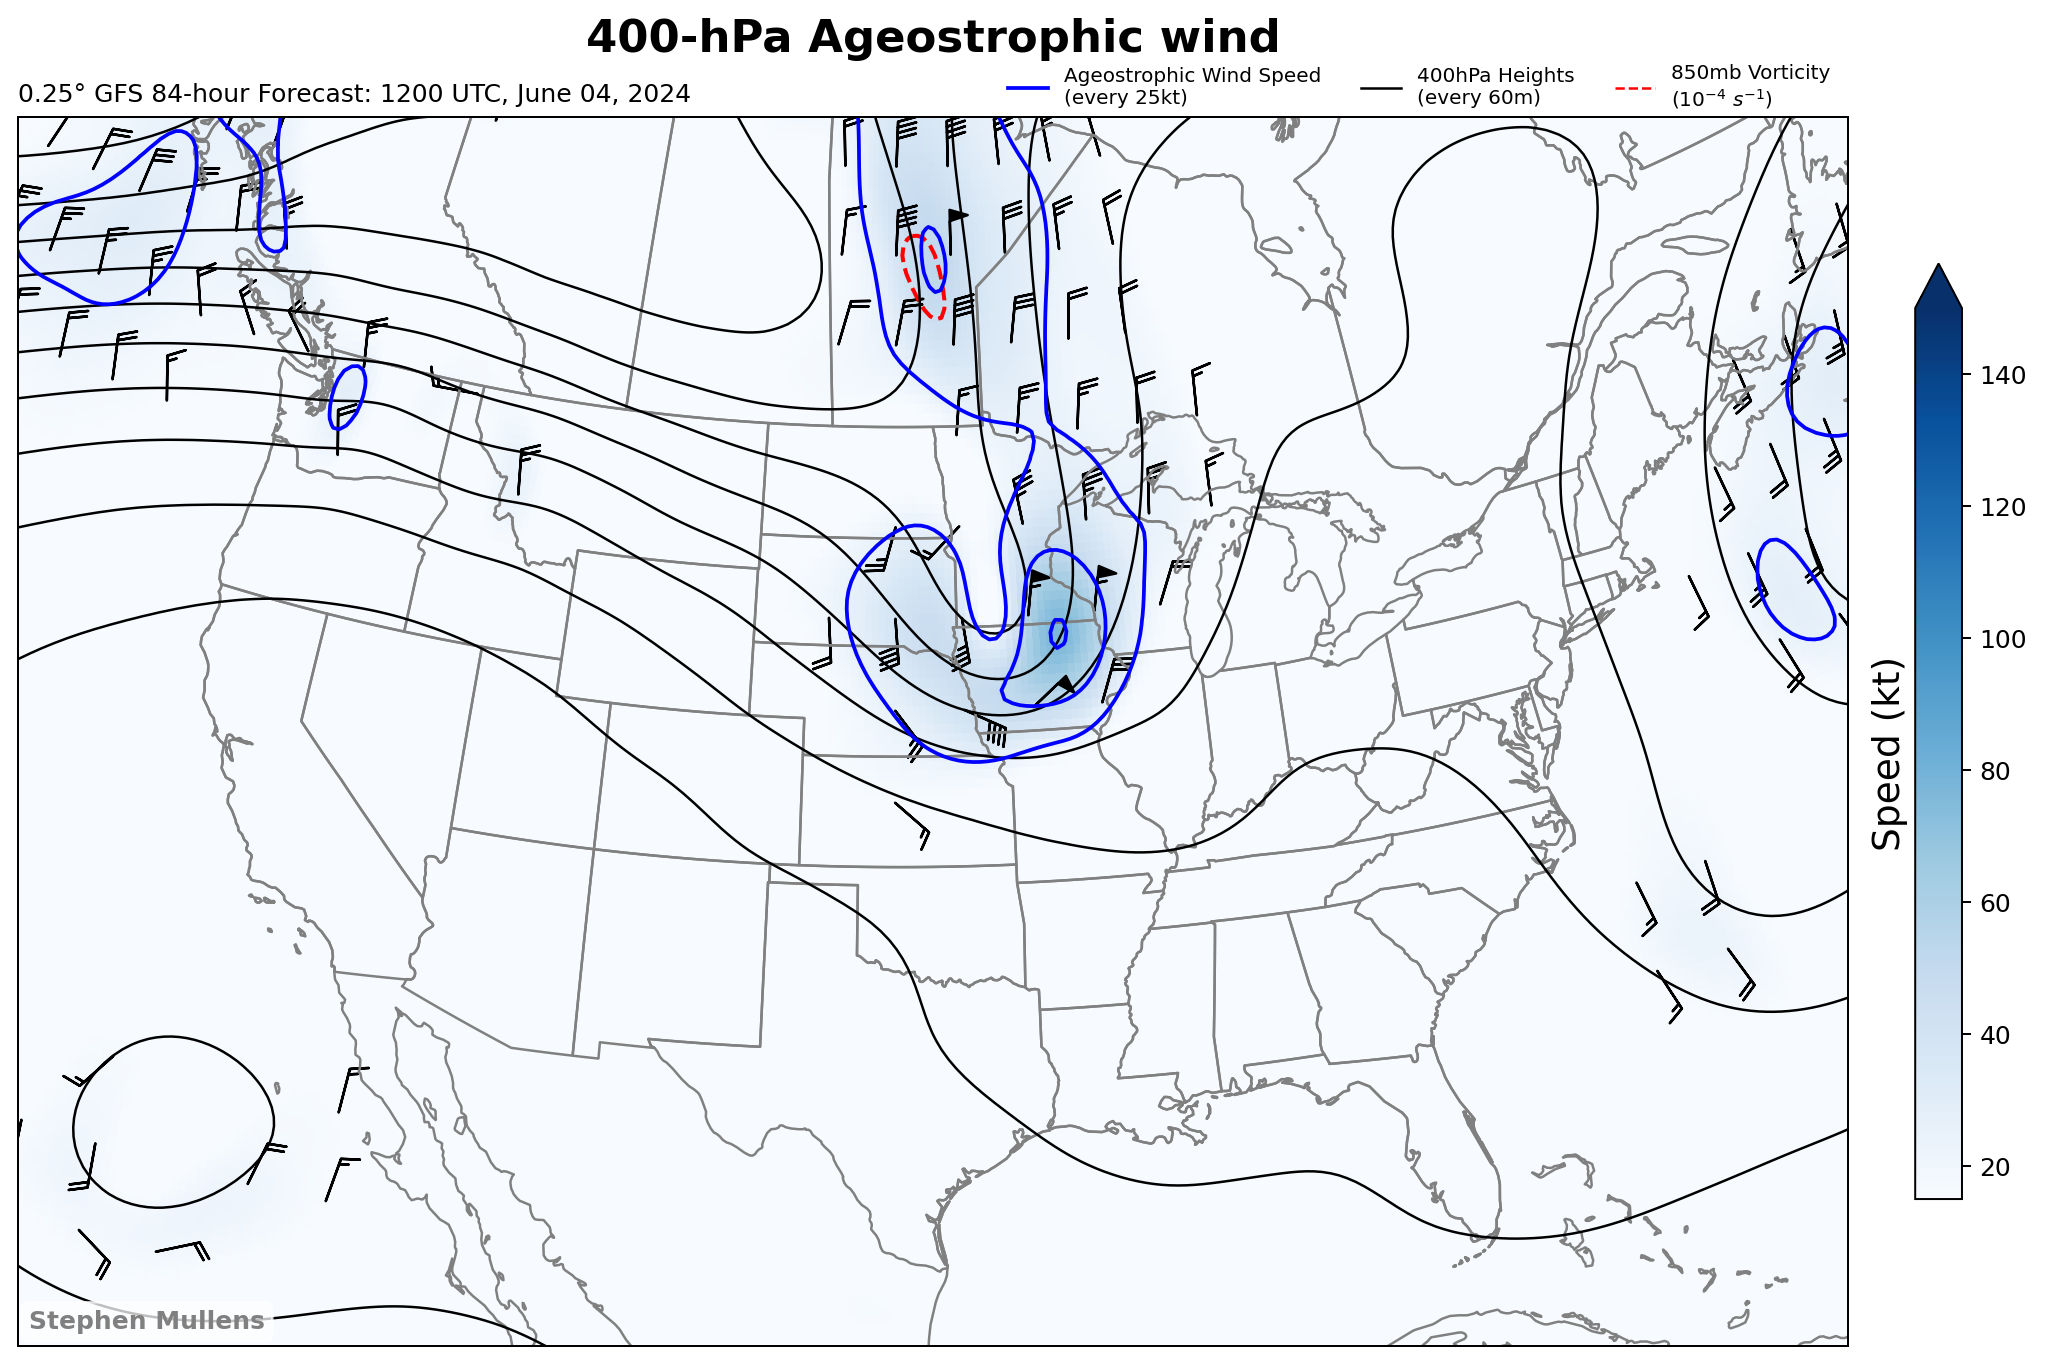 400-hPa Ageostrophic wind
0.25° GFS 84-hour Forecast: 1200 UTC, June 04, 2024
Ageostrophic Wind Speed
(every 25kt)
400hPa Heights
(every 60m)
850mb Vorticity
(10⁻⁴ s⁻¹)
140
120
100
80
60
40
20
Speed (kt)
Stephen Mullens